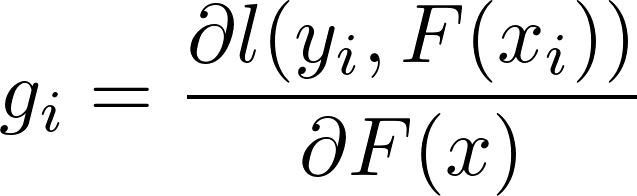 g_i = \frac{\partial l(y_i, F(x_i))}{\partial F(x)}